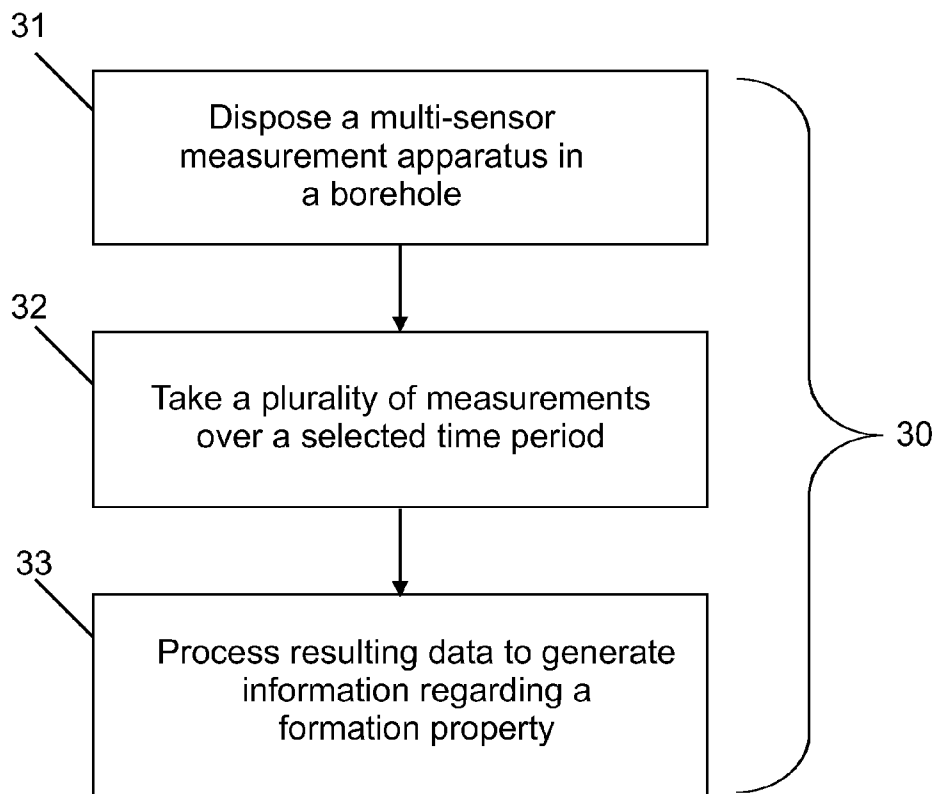 31
Dispose a multi-sensor
measurement apparatus in
a borehole
32
Take a plurality of measurements
over a selected time period
30
33
Process resulting data to generate
information regarding a
formation property